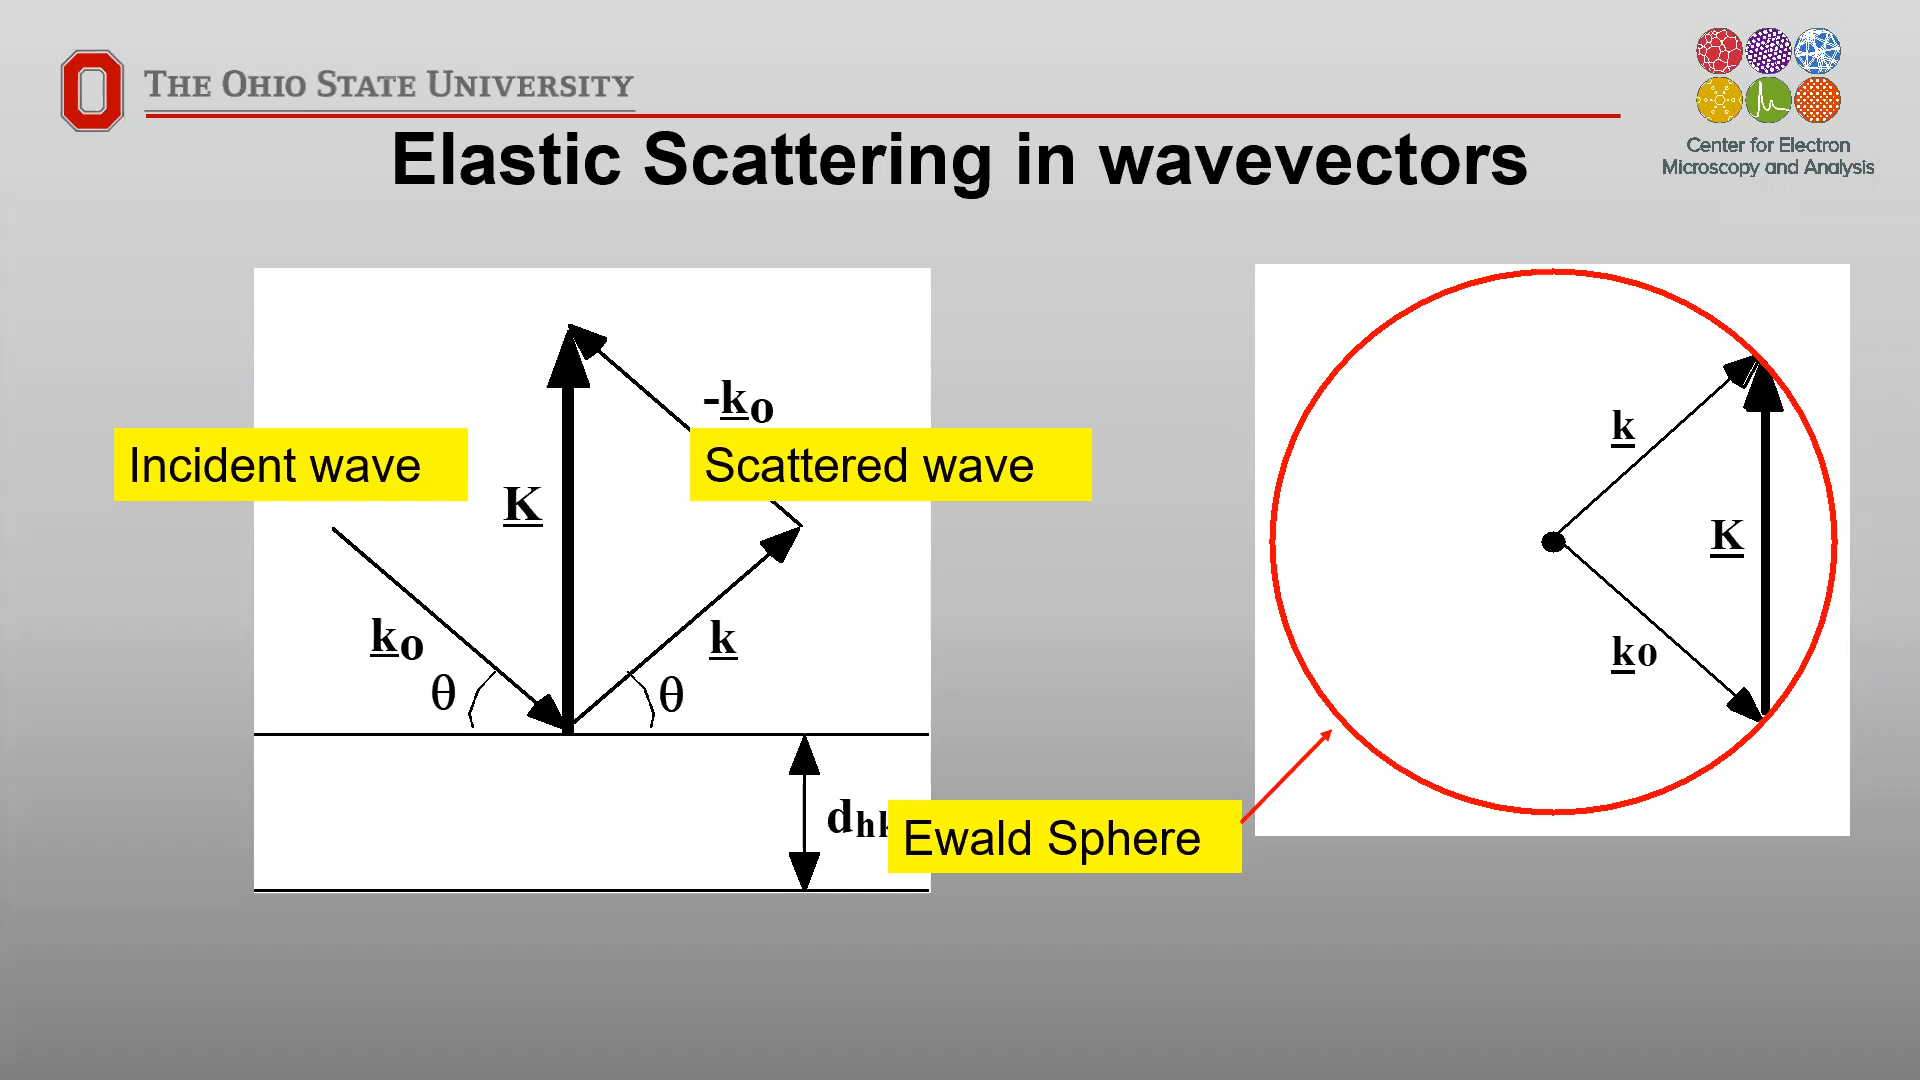 THE OHIO STATE UNIVERSITY
Center for Electron
Microscopy and Analysis
Elastic Scattering in wavevectors
-ko
Incident wave
Scattered wave
K
ko
k
θ
θ
dhk
Ewald Sphere
k
K
ko